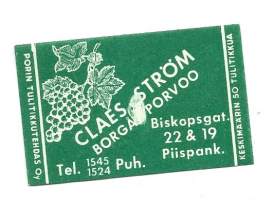 PORIN TULITIKKUTEHDAS OY
CLAES STRÖM
BORGÅ PORVOO
Biskopsgat.
22 & 19
Piispank.
Tel. 1545 1524 Puh.
KESKIMÄÄRIN 50 TULITIKKUA